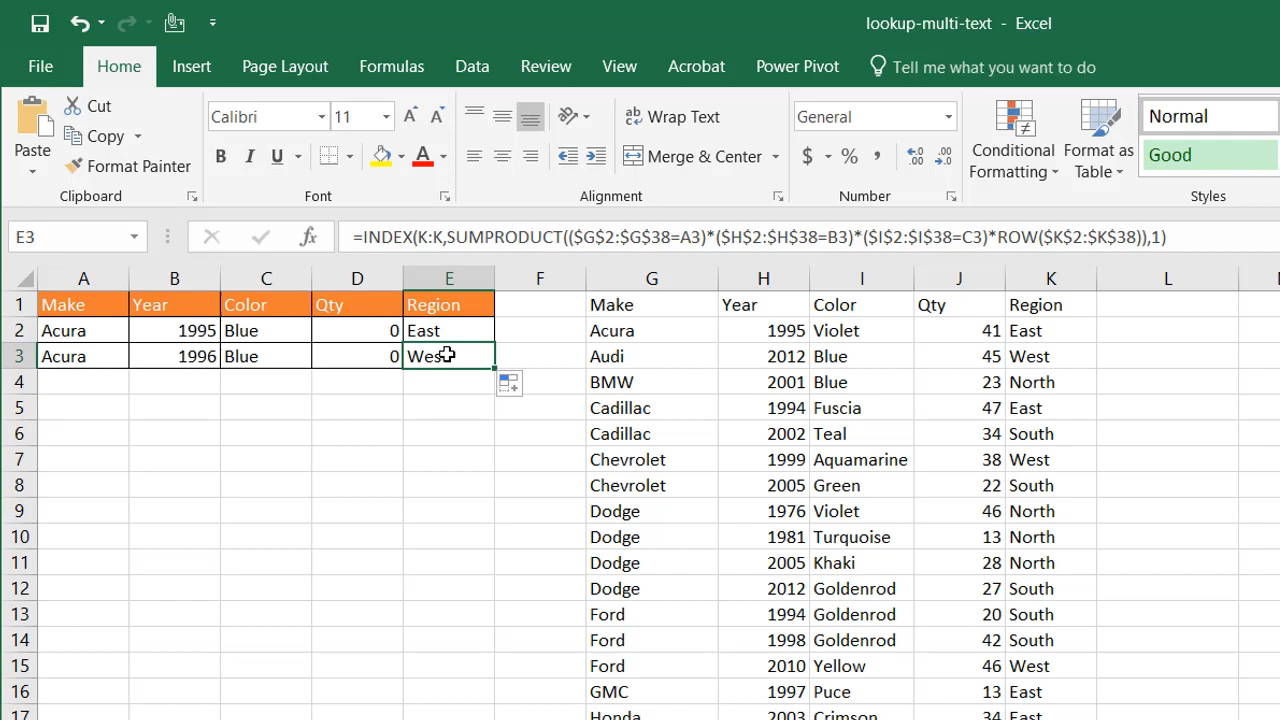 lookup-multi-text - Excel
File Home Insert Page Layout Formulas Data Review View Acrobat Power Pivot Tell me what you want to do
Paste
Cut
Copy
Format Painter
Clipboard
Calibri 11
B I U
Font
Wrap Text
Merge & Center
Alignment
General
$ % ,
Number
Conditional Formatting
Format as Table
Normal
Good
Styles
E3 fx =INDEX(K:K,SUMPRODUCT(($G$2:$G$38=A3)*($H$2:$H$38=B3)*($I$2:$I$38=C3)*ROW($K$2:$K$38)),1)
A B C D E F G H I J K L
1 Make Year Color Qty Region Make Year Color Qty Region
2 Acura 1995 Blue 0 East Acura 1995 Violet 41 East
3 Acura 1996 Blue 0 West Audi 2012 Blue 45 West
4 BMW 2001 Blue 23 North
5 Cadillac 1994 Fuscia 47 East
6 Cadillac 2002 Teal 34 South
7 Chevrolet 1999 Aquamarine 38 West
8 Chevrolet 2005 Green 22 South
9 Dodge 1976 Violet 46 North
10 Dodge 1981 Turquoise 13 North
11 Dodge 2005 Khaki 28 North
12 Dodge 2012 Goldenrod 27 South
13 Ford 1994 Goldenrod 20 South
14 Ford 1998 Goldenrod 42 South
15 Ford 2010 Yellow 46 West
16 GMC 1997 Puce 13 East
17 Honda 2003 Crimson 34 East